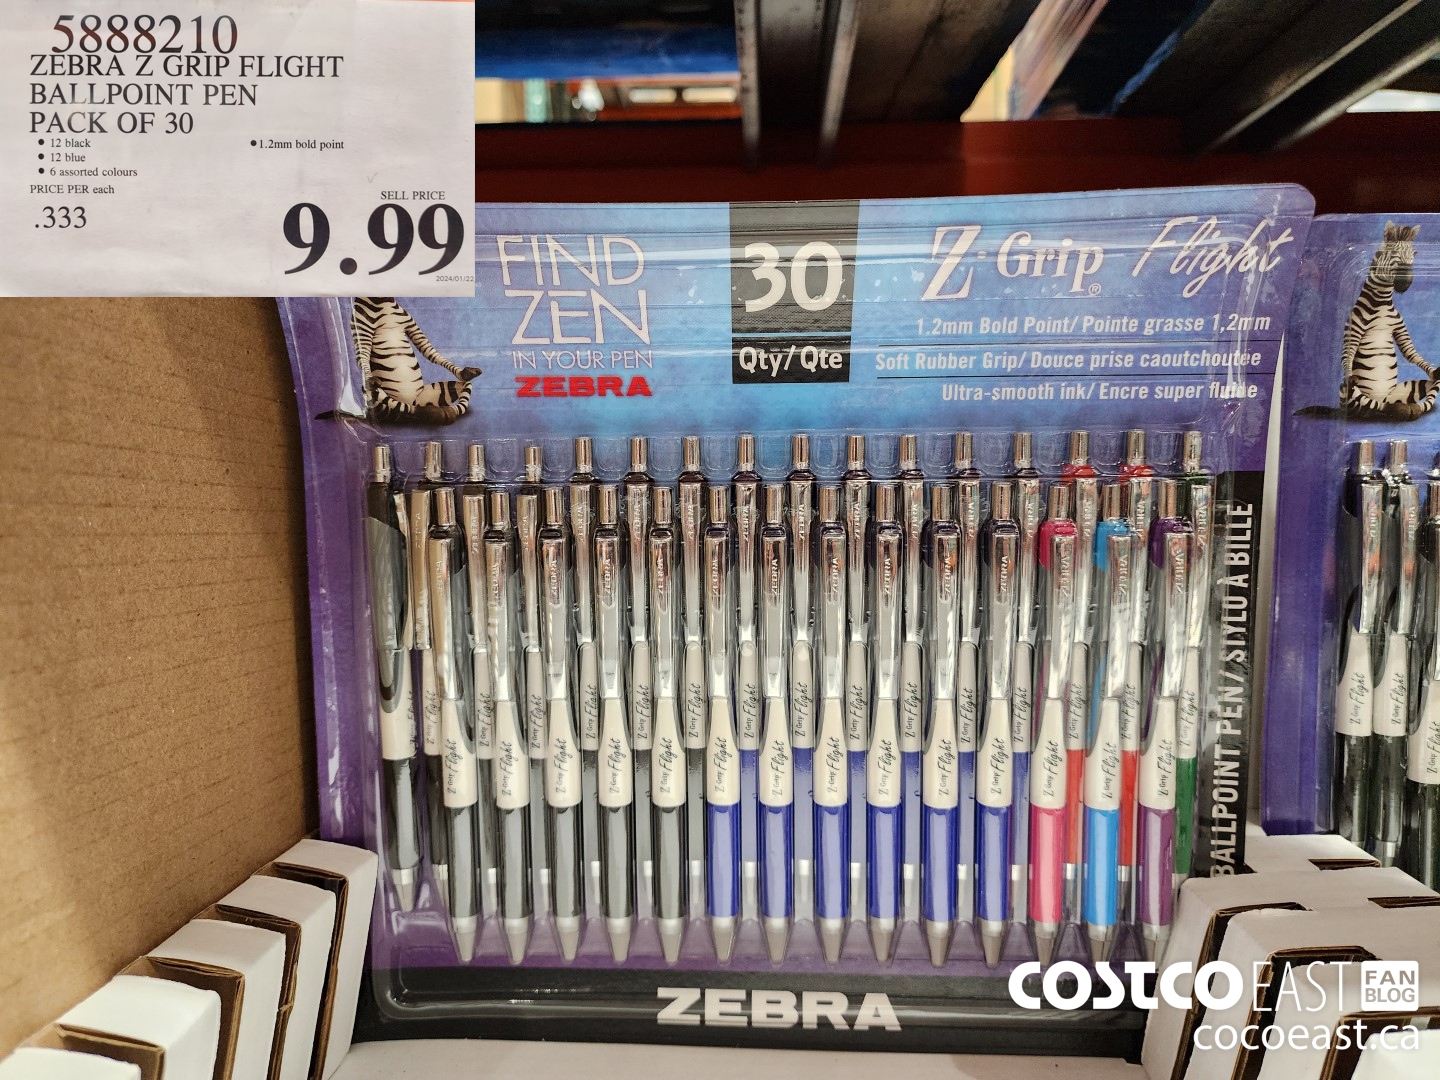 5888210
ZEBRA Z GRIP FLIGHT
BALLPOINT PEN
PACK OF 30
• 12 black
• 1.2mm bold point
• 12 blue
• 6 assorted colours
PRICE PER each
SELL PRICE
.333
9.99
2024/01/22
FIND
ZEN
IN YOUR PEN
ZEBRA
30
Qty/ Qte
Z Grip® Flight
1.2mm Bold Point/ Pointe grasse 1,2mm
Soft Rubber Grip/ Douce prise caoutchoutée
Ultra-smooth ink/ Encre super fluide
BALLPOINT PEN / STYLO À BILLE
Z-Grip Flight
ZEBRA
COSTCO EAST FAN BLOG
cocoeast.ca